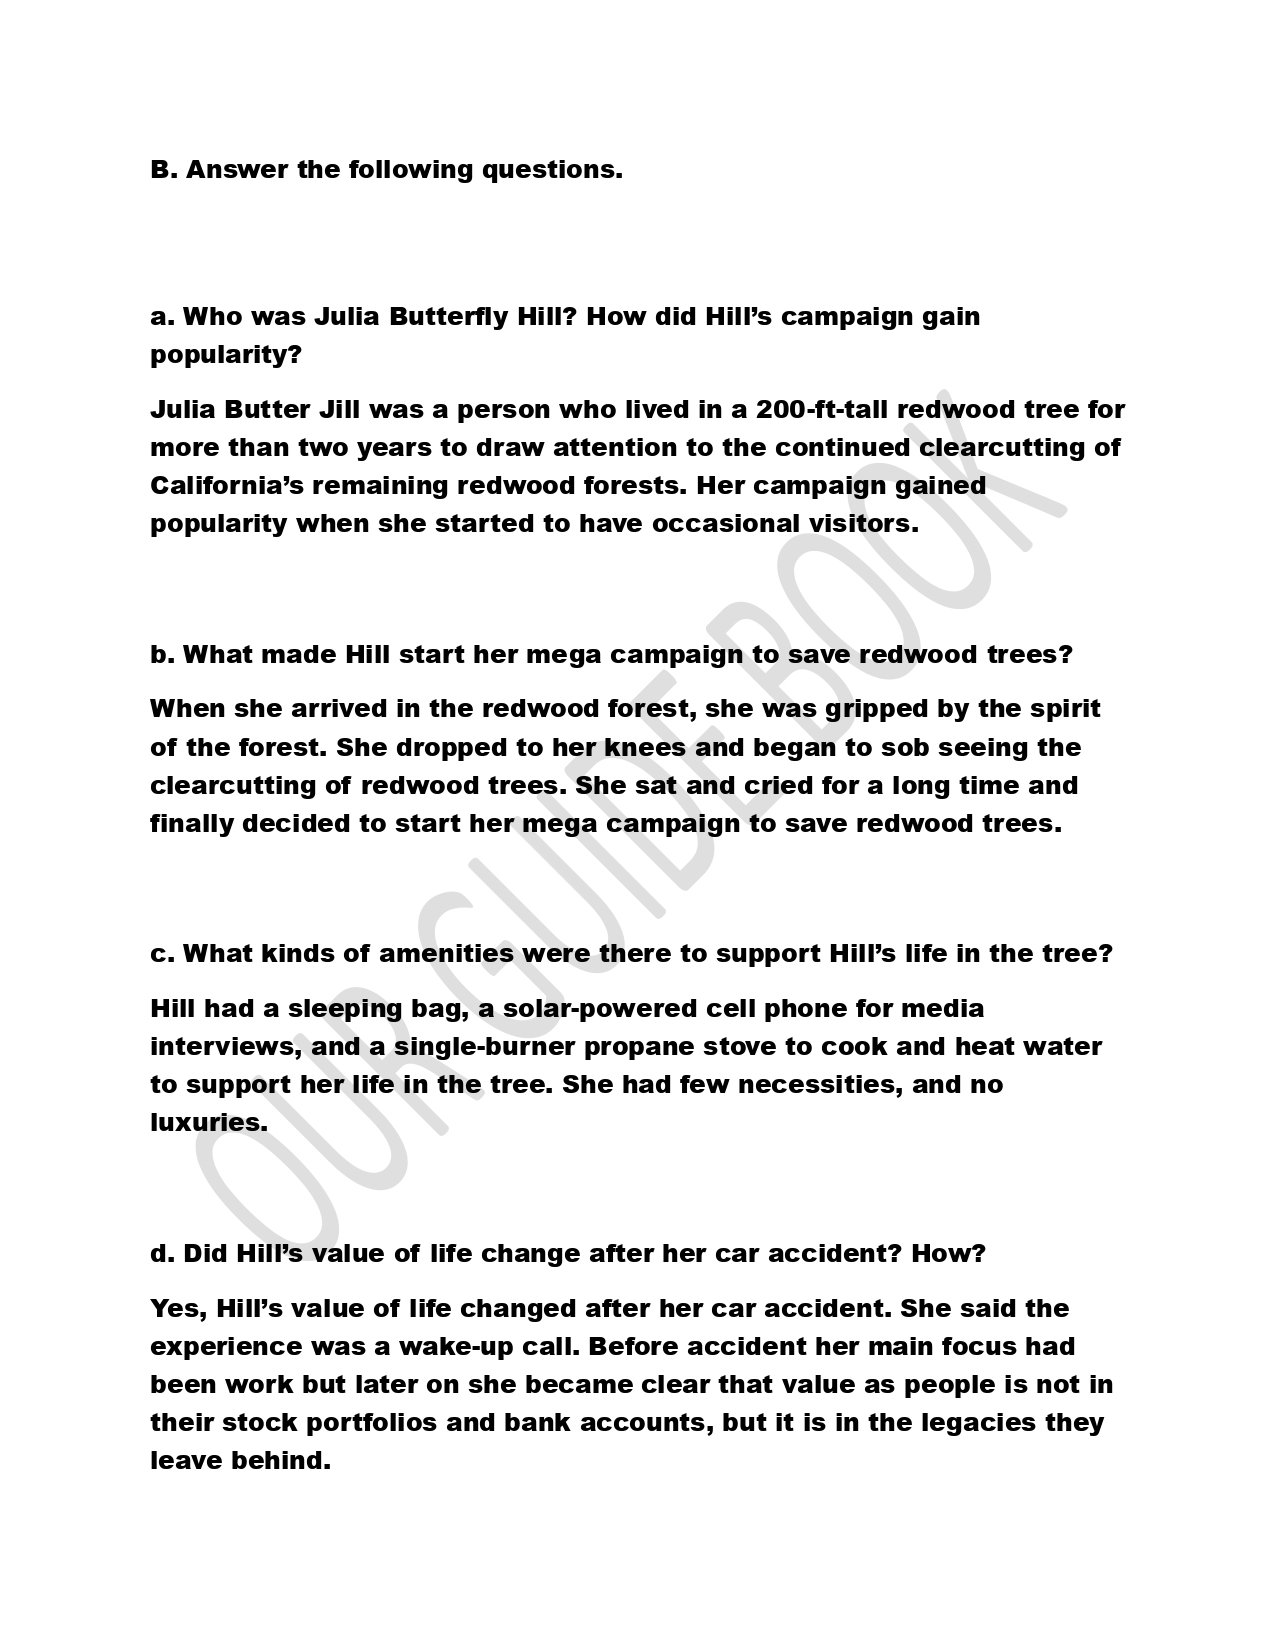 B. Answer the following questions.
a. Who was Julia Butterfly Hill? How did Hill’s campaign gain
popularity?
Julia Butter Jill was a person who lived in a 200-ft-tall redwood tree for
more than two years to draw attention to the continued clearcutting of
California’s remaining redwood forests. Her campaign gained
popularity when she started to have occasional visitors.
b. What made Hill start her mega campaign to save redwood trees?
When she arrived in the redwood forest, she was gripped by the spirit
of the forest. She dropped to her knees and began to sob seeing the
clearcutting of redwood trees. She sat and cried for a long time and
finally decided to start her mega campaign to save redwood trees.
c. What kinds of amenities were there to support Hill’s life in the tree?
Hill had a sleeping bag, a solar-powered cell phone for media
interviews, and a single-burner propane stove to cook and heat water
to support her life in the tree. She had few necessities, and no
luxuries.
d. Did Hill’s value of life change after her car accident? How?
Yes, Hill’s value of life changed after her car accident. She said the
experience was a wake-up call. Before accident her main focus had
been work but later on she became clear that value as people is not in
their stock portfolios and bank accounts, but it is in the legacies they
leave behind.
OUR GUIDE BOOK